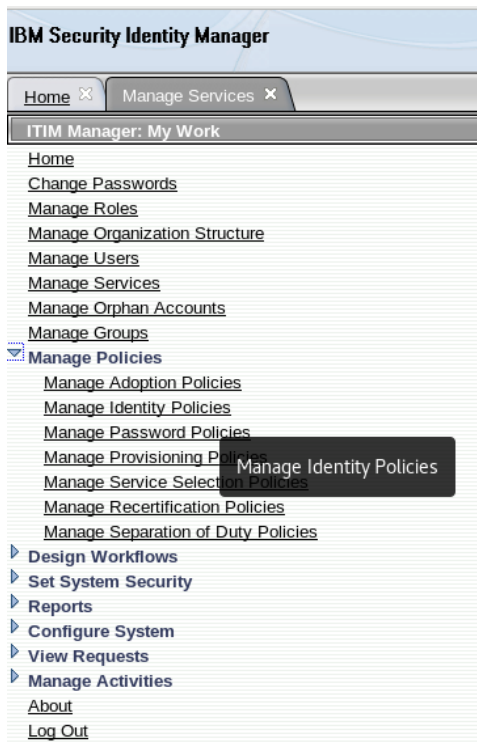 IBM Security Identity Manager
Home Manage Services
ITIM Manager: My Work
Home
Change Passwords
Manage Roles
Manage Organization Structure
Manage Users
Manage Services
Manage Orphan Accounts
Manage Groups
Manage Policies
Manage Adoption Policies
Manage Identity Policies
Manage Password Policies
Manage Provisioning Policies
Manage Identity Policies
Manage Service Selection Policies
Manage Recertification Policies
Manage Separation of Duty Policies
Design Workflows
Set System Security
Reports
Configure System
View Requests
Manage Activities
About
Log Out